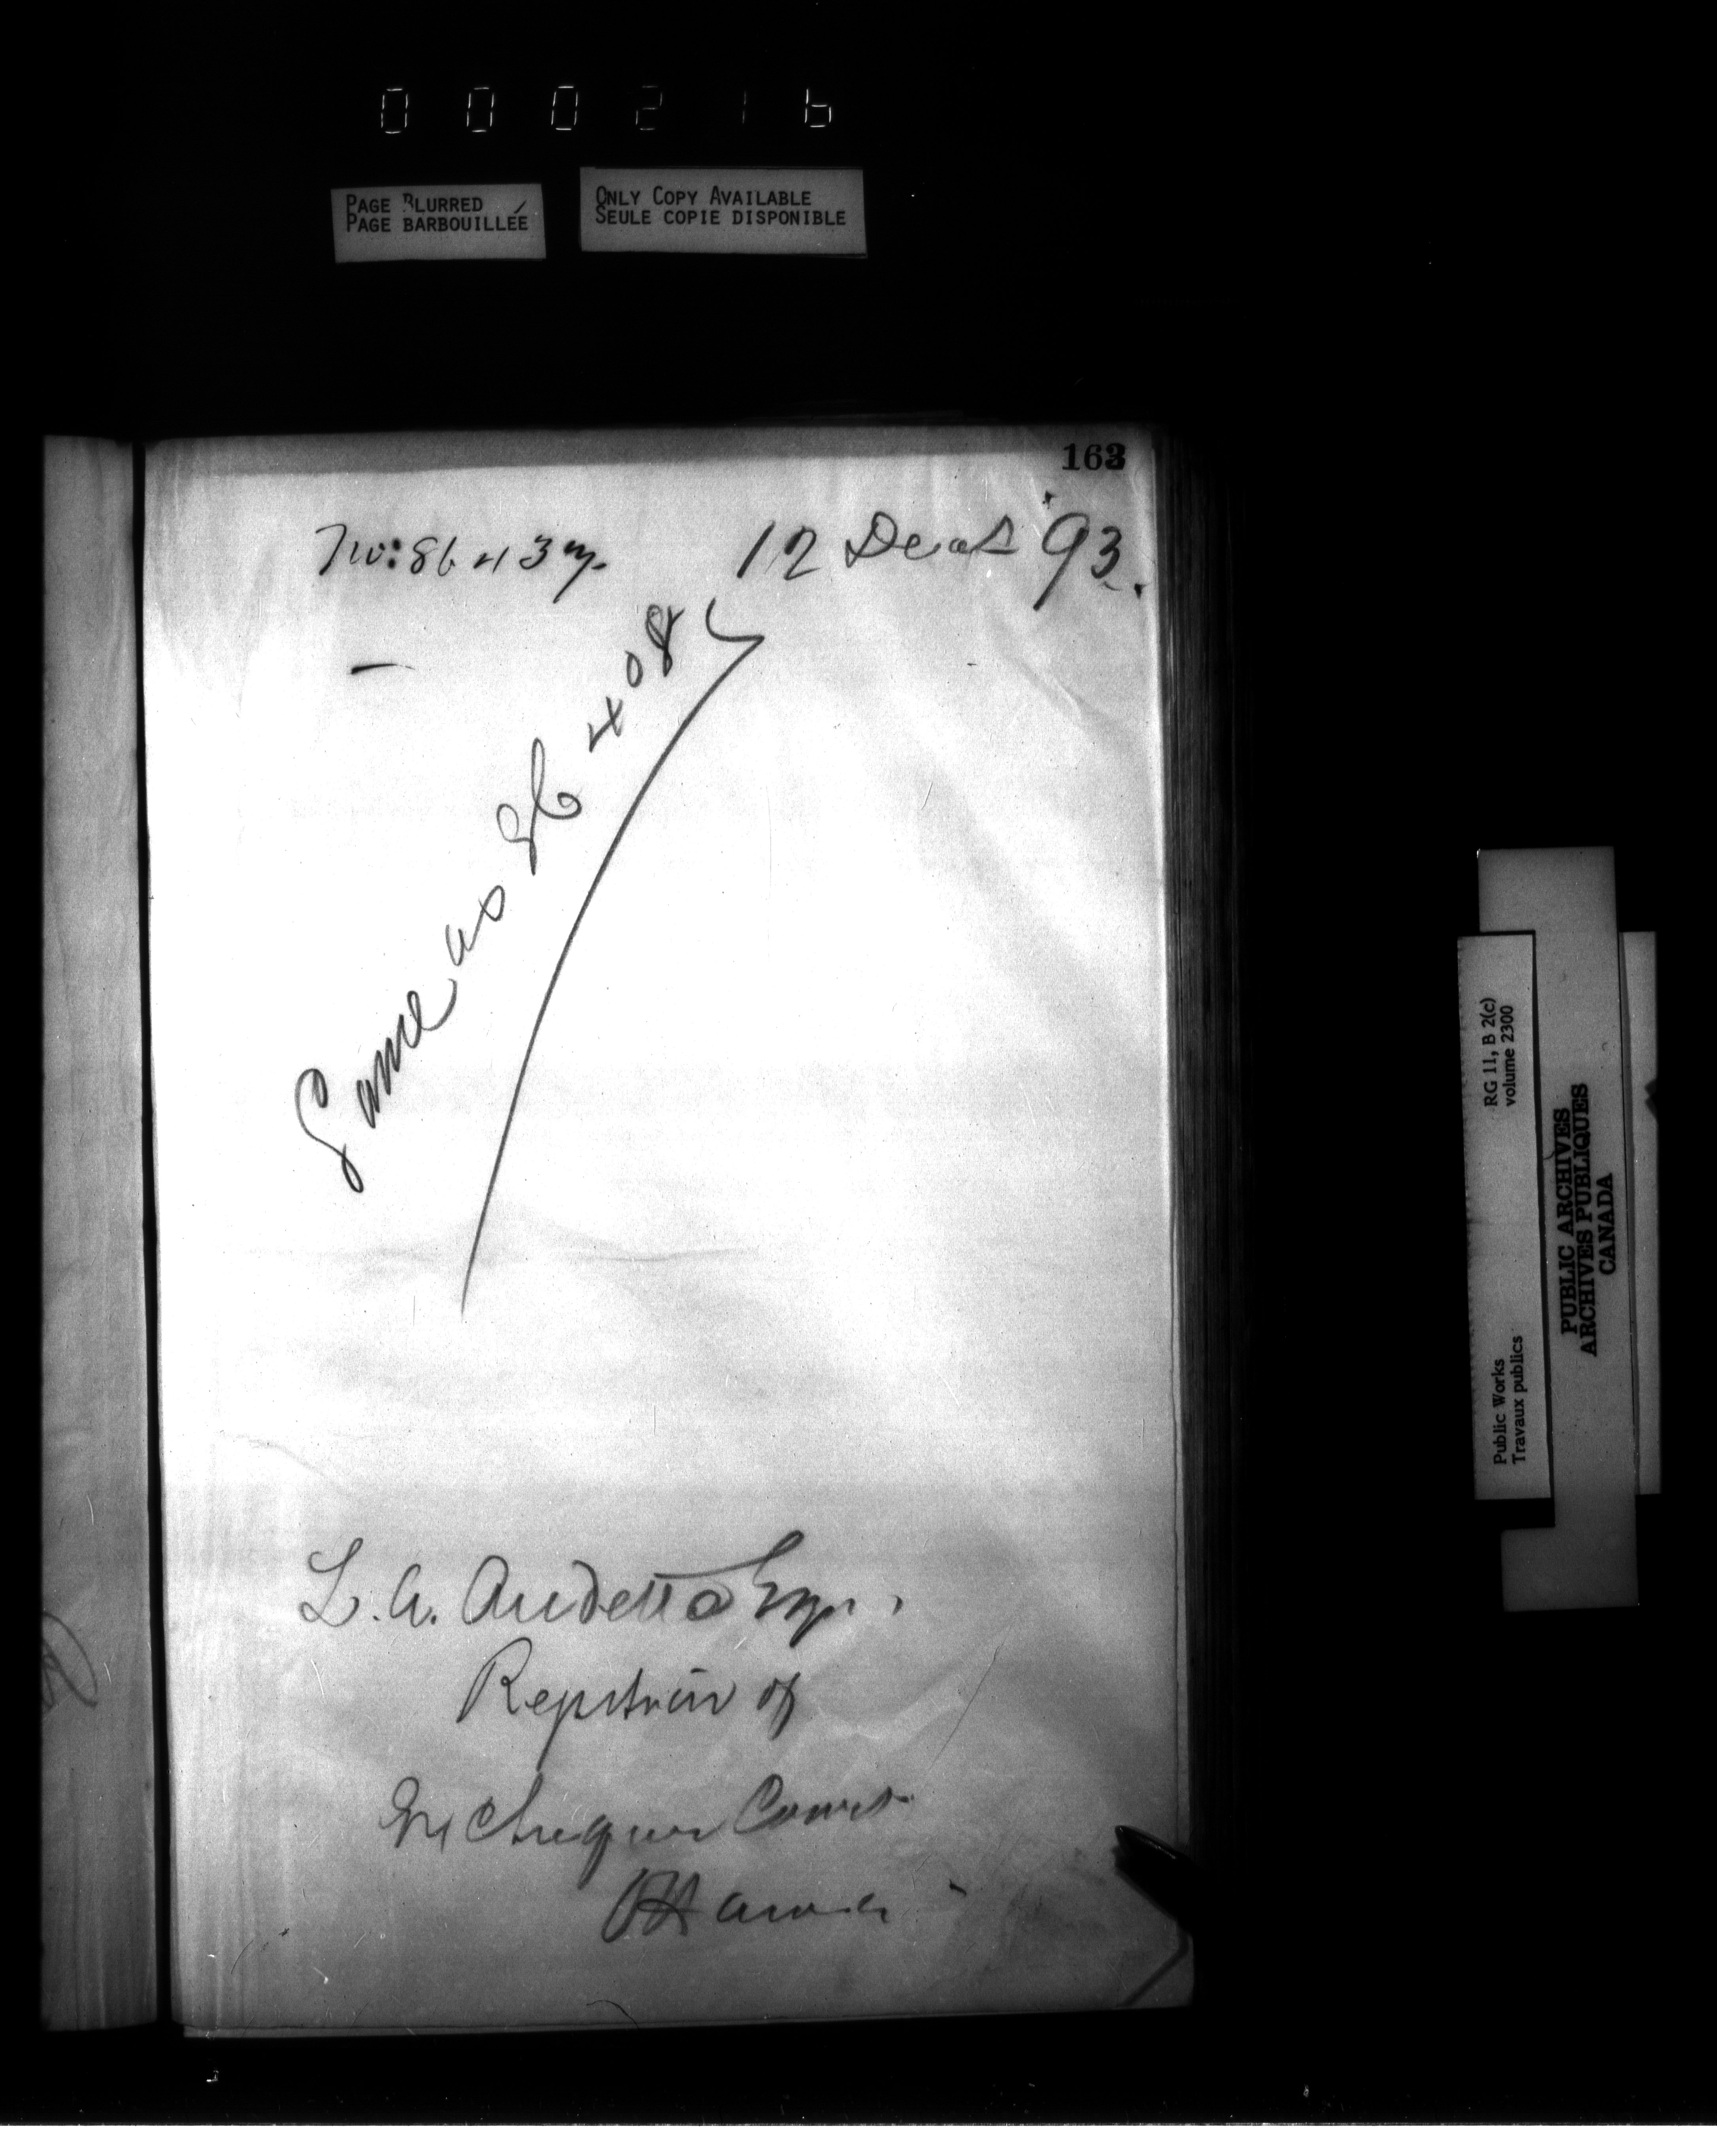 000216
PAGE BLURRED
PAGE BARBOUILLÉE
ONLY COPY AVAILABLE
SEULE COPIE DISPONIBLE
163
No: 86437
12 Dec '93.
Same as 86408
L. A. Audette Esqr.,
Registrar of
Exchequer Court
Ottawa
RG 11, B 2(c)
volume 2300
Public Works
Travaux publics
PUBLIC ARCHIVES
ARCHIVES PUBLIQUES
CANADA